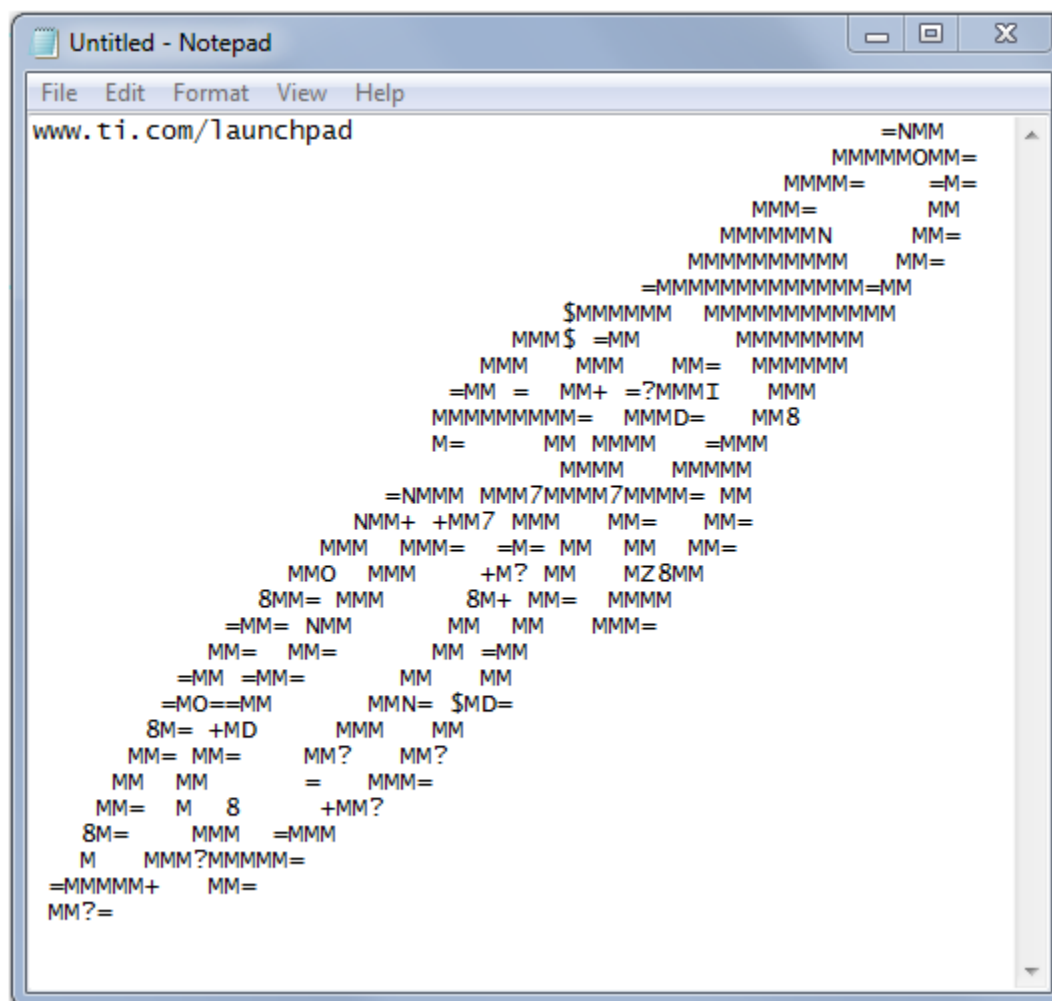 Untitled - Notepad
File Edit Format View Help
www.ti.com/launchpad =NMM
MMMMMOMM=
MMMM= =M=
MMM= MM
MMMMMMN MM=
MMMMMMMMMM MM=
=MMMMMMMMMMMMM=MM
$MMMMMM MMMMMMMMMMMM
MMM$ =MM MMMMMMMM
MMM MMM MM= MMMMMM
=MM = MM+ =?MMMI MMM
MMMMMMMMM= MMMD= MM8
M= MM MMMM =MMM
MMMM MMMMM
=NMMM MMM7MMMM7MMMM= MM
NMM+ +MM7 MMM MM= MM=
MMM MMM= =M= MM MM MM=
MMO MMM +M? MM MZ8MM
8MM= MMM 8M+ MM= MMMM
=MM= NMM MM MM MMM=
MM= MM= MM =MM
=MM =MM= MM MM
=MO==MM MMN= $MD=
8M= +MD MMM MM
MM= MM= MM? MM?
MM MM = MMM=
MM= M 8 +MM?
8M= MMM =MMM
M MMM?MMMMM=
=MMMMM+ MM=
MM?=